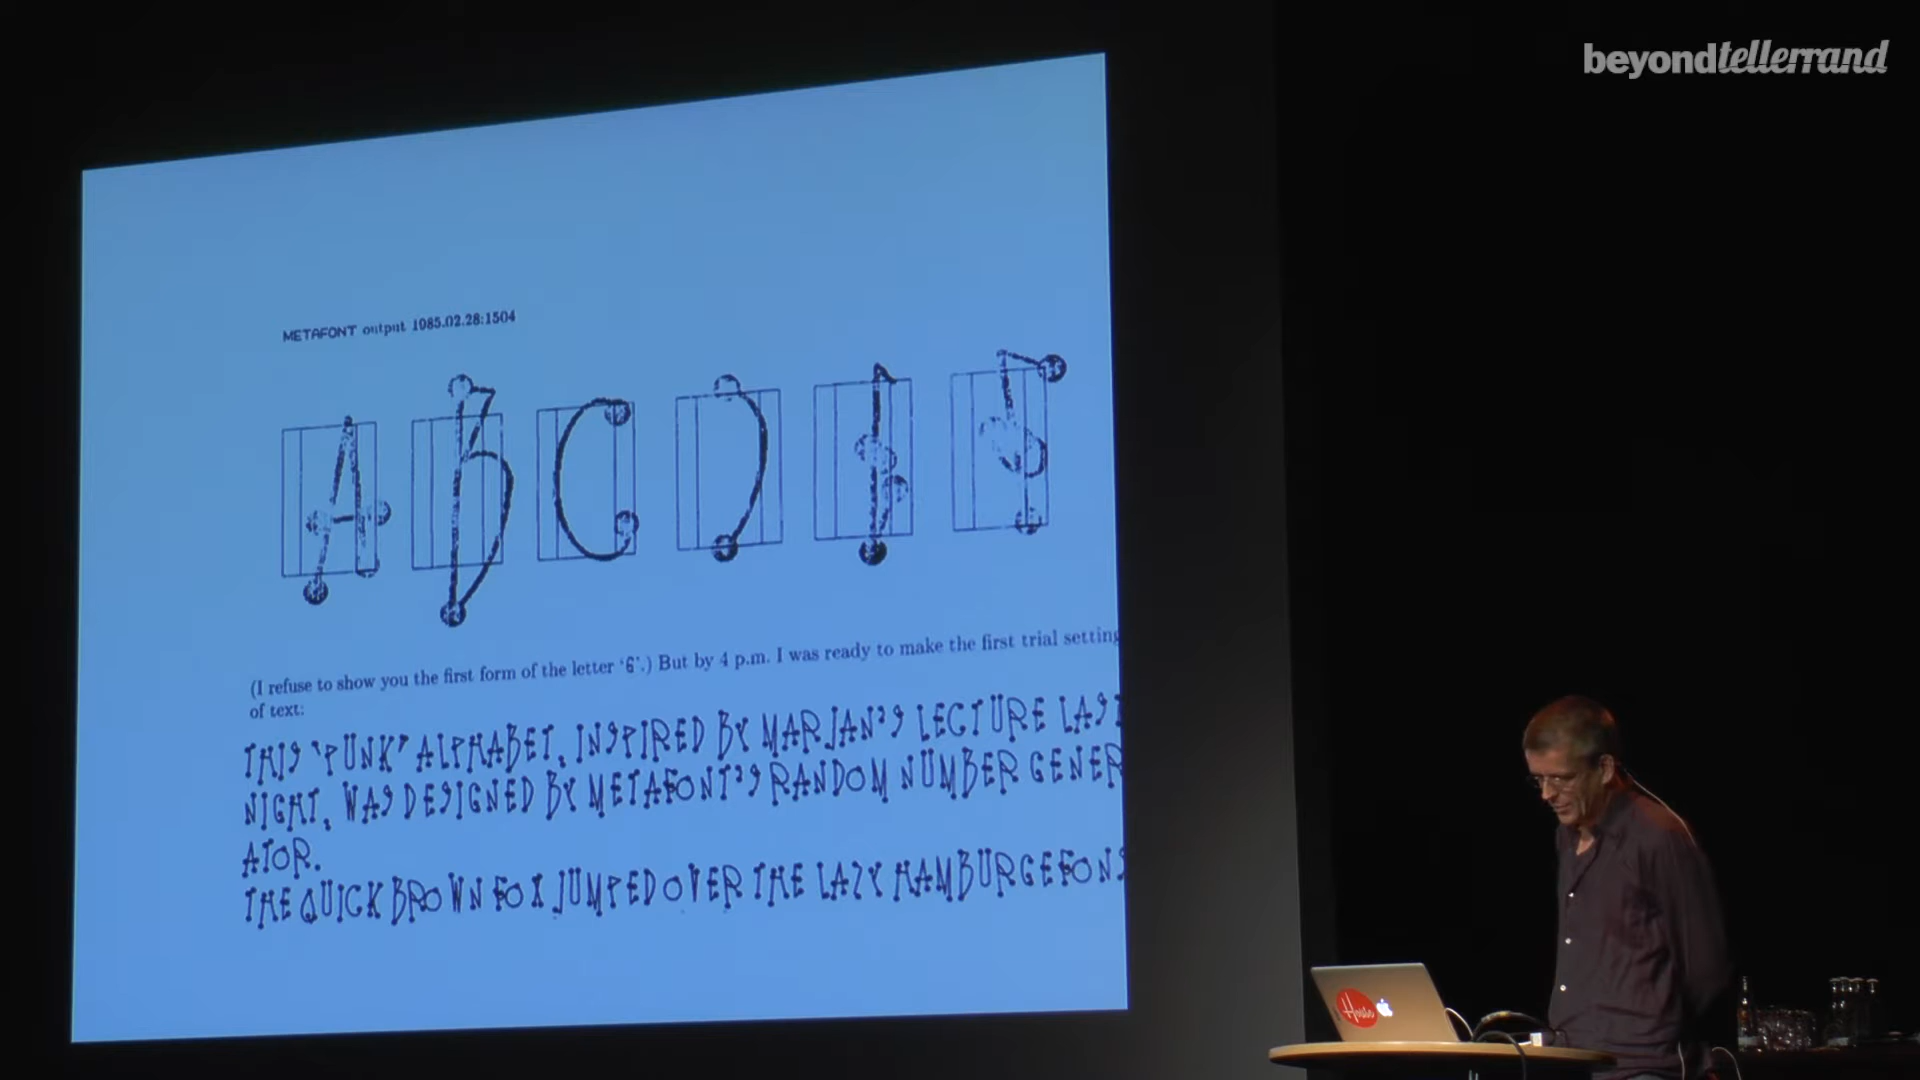 beyondtellerrand
METAFONT output 1985.02.28:1504
A B C D
(I refuse to show you the first form of the letter ‘6’.) But by 4 p.m. I was ready to make the first trial setting
of text:
THIS ‘PUNK’ ALPHABET, INSPIRED BY MARJAN’S LECTURE LAST
NIGHT, WAS DESIGNED BY METAFONT’S RANDOM NUMBER GENER
ATOR.
THE QUICK BROWN FOX JUMPED OVER THE LAZY HAMBURGEFONS
House